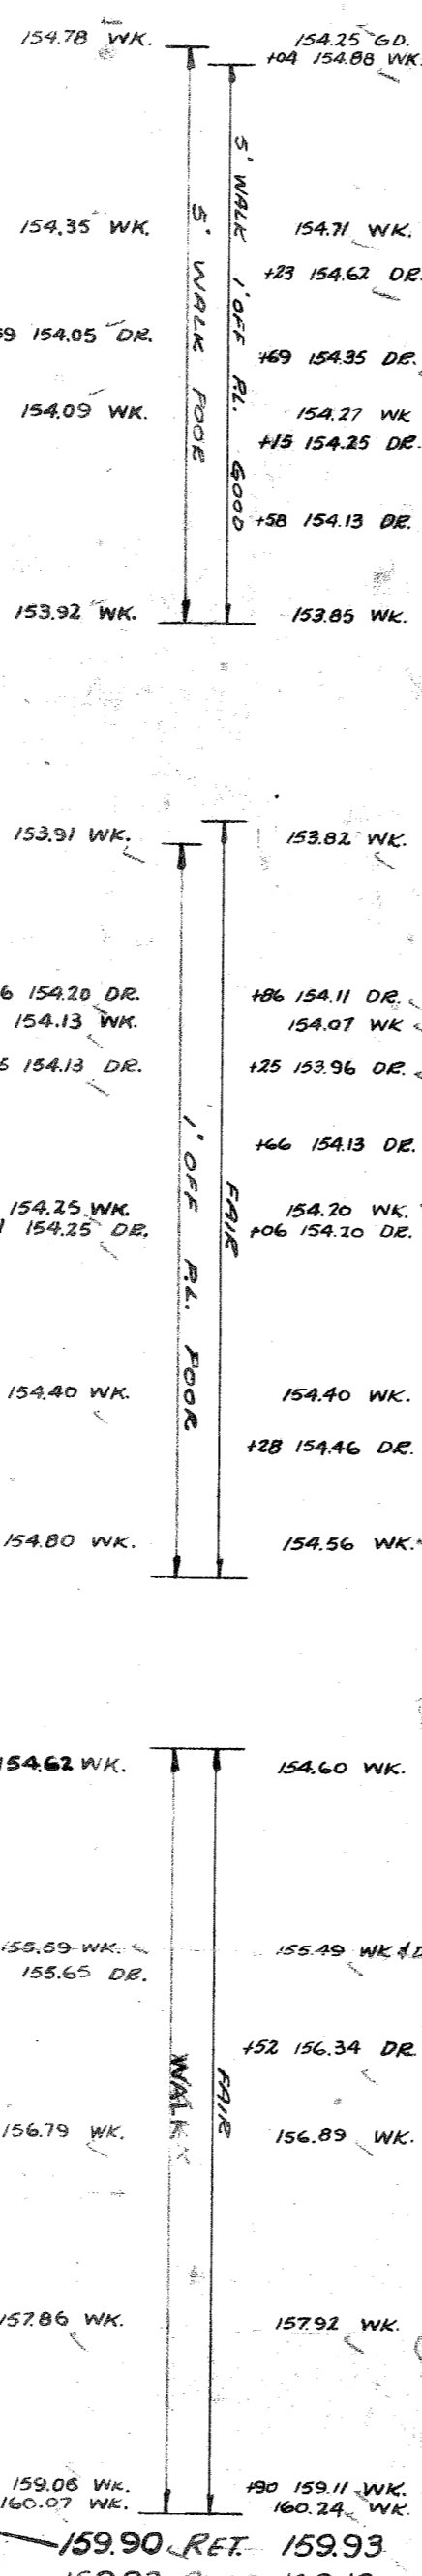 154.78 WK.
154.25 GD.
+04 154.88 WK.
5' WALK 1' OFF P.L. GOOD
5' WALK POOR
154.35 WK.
154.71 WK.
+23 154.62 DR.
154.05 DR.
+69 154.35 DR.
154.09 WK.
154.27 WK
+15 154.25 DR.
+58 154.13 DR.
153.92 WK.
153.85 WK.
153.91 WK.
153.82 WK.
154.20 DR.
+86 154.11 DR.
154.13 WK.
154.07 WK
154.13 DR.
+25 153.96 DR.
1' OFF P.L. POOR
FAIR
+66 154.13 DR.
154.25 WK.
154.20 WK.
154.25 DR.
+06 154.20 DR.
154.40 WK.
154.40 WK.
+28 154.46 DR.
154.80 WK.
154.56 WK.
154.62 WK.
154.60 WK.
155.59 WK.
155.49 WK & D
155.65 DR.
WALK
FAIR
+52 156.34 DR.
156.79 WK.
156.89 WK.
157.86 WK.
157.92 WK.
159.06 WK.
+90 159.11 WK.
160.07 WK.
160.24 WK.
159.90 RET. 159.93